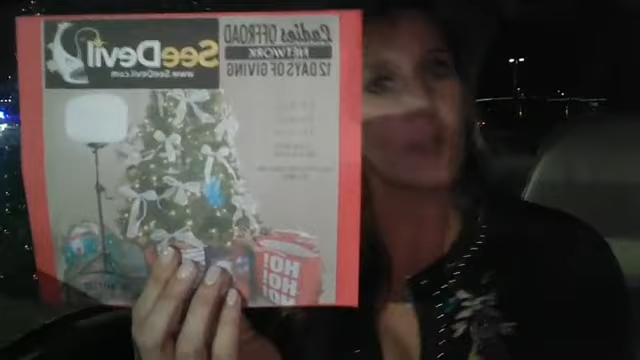 SeeDevil
www.SeeDevil.com
Ladies OFFROAD
NETWORK
12 DAYS OF GIVING
HO!
HO!
HO!